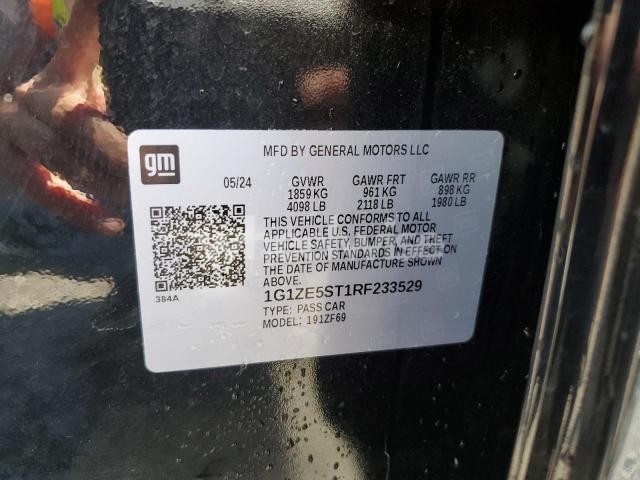 gm
MFD BY GENERAL MOTORS LLC
05/24 GVWR GAWR FRT GAWR RR
1859 KG 961 KG 898 KG
4098 LB 2118 LB 1980 LB
THIS VEHICLE CONFORMS TO ALL
APPLICABLE U.S. FEDERAL MOTOR
VEHICLE SAFETY, BUMPER, AND THEFT
PREVENTION STANDARDS IN EFFECT ON
THE DATE OF MANUFACTURE SHOWN
ABOVE.
384A
1G1ZE5ST1RF233529
TYPE: PASS CAR
MODEL: 191ZF69